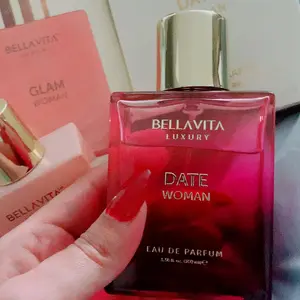 BELLAVITA
GLAM
WOMAN
BELLAVITA
BELLAVITA
LUXURY
DATE
WOMAN
EAU DE PARFUM